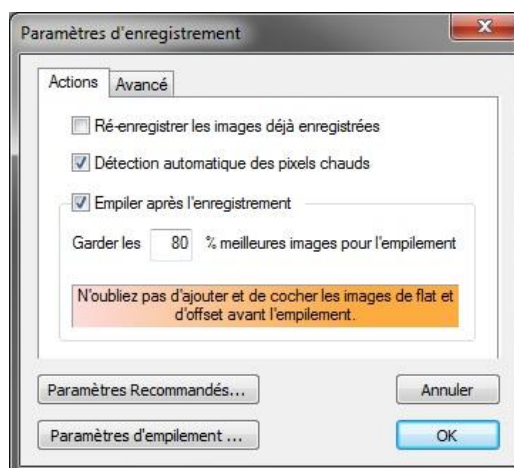 Paramètres d'enregistrement
Actions
Avancé
Ré-enregistrer les images déjà enregistrées
Détection automatique des pixels chauds
Empiler après l'enregistrement
Garder les 80 % meilleures images pour l'empilement
N'oubliez pas d'ajouter et de cocher les images de flat et
d'offset avant l'empilement.
Paramètres Recommandés...
Annuler
Paramètres d'empilement ...
OK